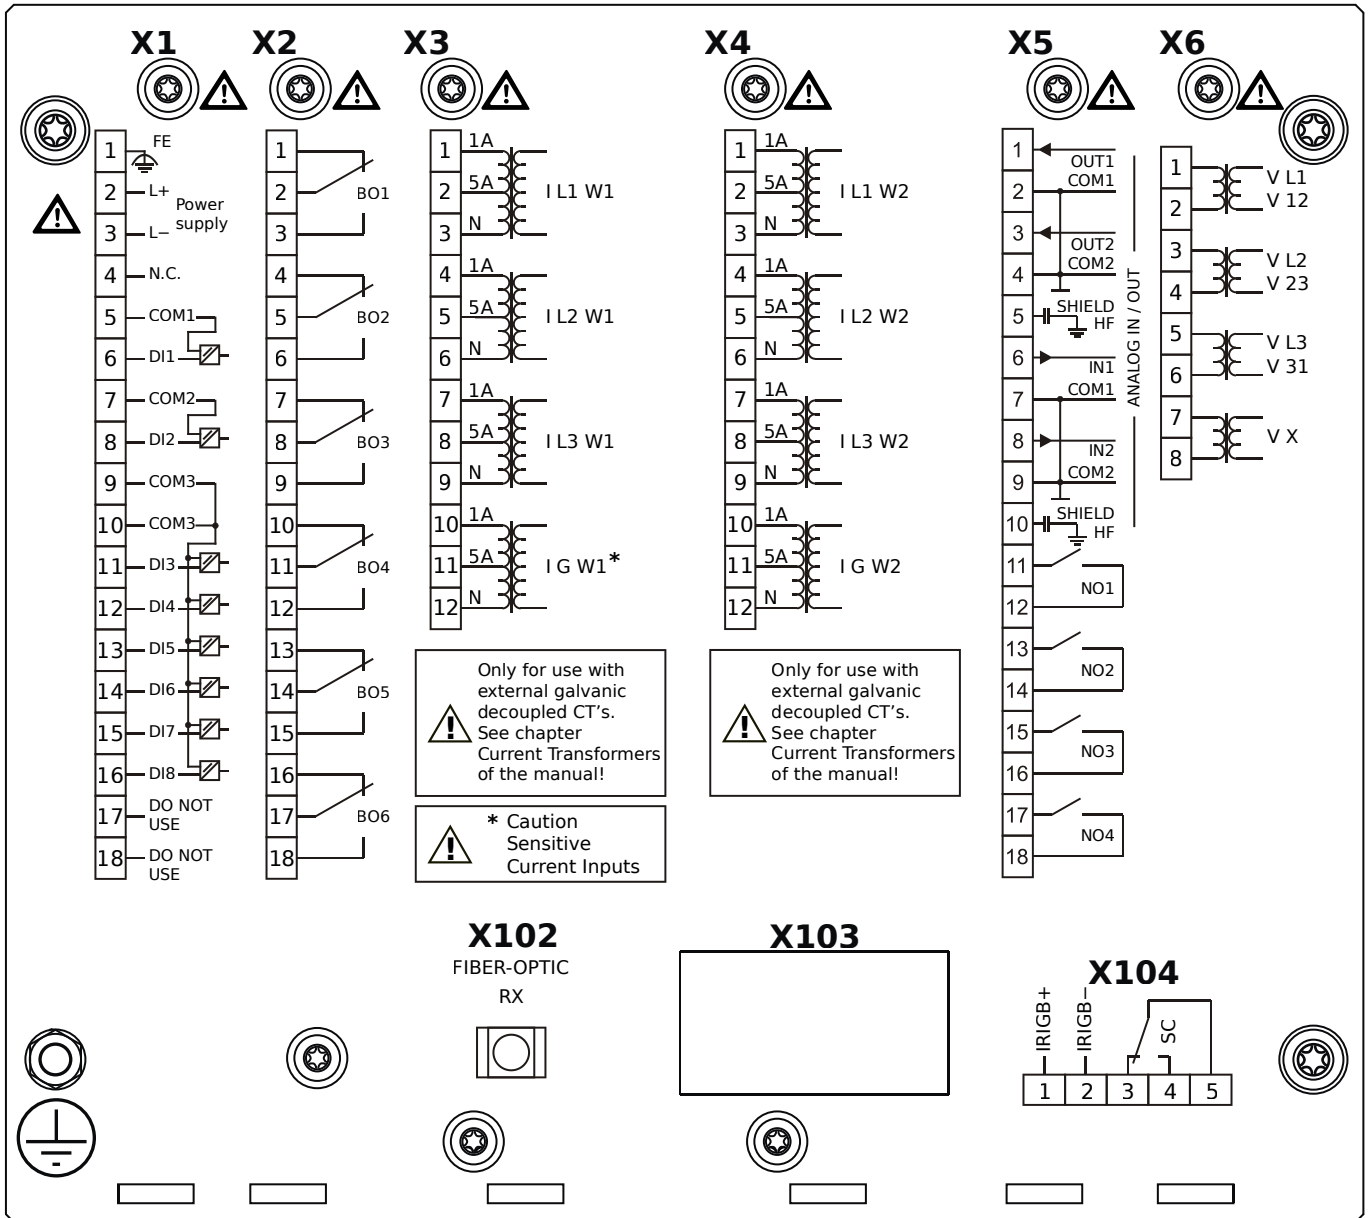 X1
X2
X3
X4
X5
X6
1 FE
2 L+
Power
supply
3 L−
4 N.C.
5 COM1
6 DI1
7 COM2
8 DI2
9 COM3
10 COM3
11 DI3
12 DI4
13 DI5
14 DI6
15 DI7
16 DI8
17 DO NOT
USE
18 DO NOT
USE
1
2 BO1
3
4
5 BO2
6
7
8 BO3
9
10
11 BO4
12
13
14 BO5
15
16
17 BO6
18
1 1A
2 5A I L1 W1
3 N
4 1A
5 5A I L2 W1
6 N
7 1A
8 5A I L3 W1
9 N
10 1A
11 5A I G W1*
12 N
Only for use with
external galvanic
decoupled CT's.
See chapter
Current Transformers
of the manual!
* Caution
Sensitive
Current Inputs
1 1A
2 5A I L1 W2
3 N
4 1A
5 5A I L2 W2
6 N
7 1A
8 5A I L3 W2
9 N
10 1A
11 5A I G W2
12 N
Only for use with
external galvanic
decoupled CT's.
See chapter
Current Transformers
of the manual!
1
OUT1
2 COM1
3
OUT2
4 COM2
5 SHIELD
HF
6
IN1
7 COM1
8
IN2
9 COM2
10 SHIELD
HF
ANALOG IN / OUT
11
NO1
12
13
NO2
14
15
NO3
16
17
NO4
18
1 V L1
2 V 12
3 V L2
4 V 23
5 V L3
6 V 31
7 V X
8
X102
FIBER-OPTIC
RX
X103
X104
IRIGB+
IRIGB−
SC
1 2 3 4 5